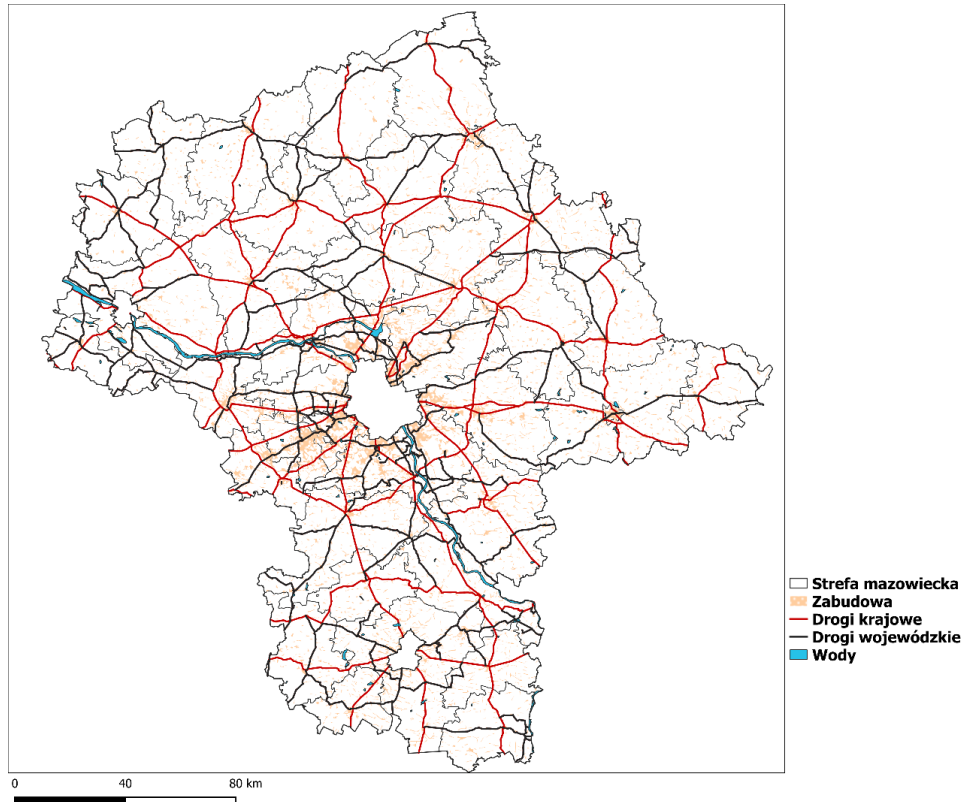 Strefa mazowiecka
Zabudowa
Drogi krajowe
Drogi wojewódzkie
Wody
0 40 80 km